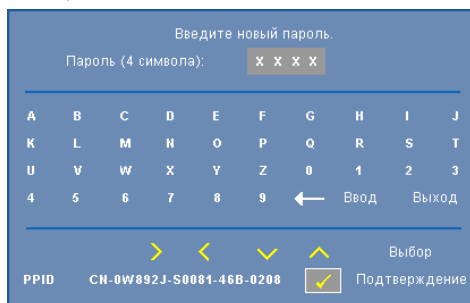 Введите новый пароль.
Пароль (4 символа): X X X X
A B C D E F G H I J
K L M N O P Q R S T
U V W X Y Z 0 1 2 3
4 5 6 7 8 9 ← Ввод Выход
> < ∨ ∧ Выбор
PPID CN-0W892J-S0081-46B-0208 ✓ Подтверждение